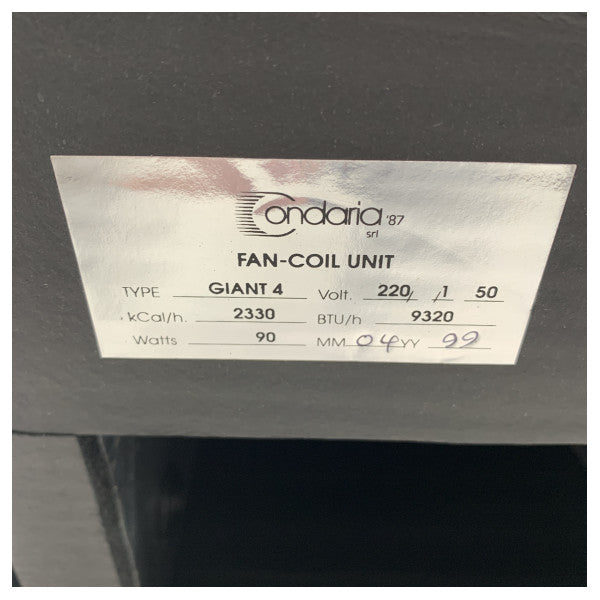 Condaria '87
srl
FAN-COIL UNIT
TYPE GIANT 4 Volt. 220/ /1 50
kCal/h. 2330 BTU/h 9320
Watts 90 MM 04 YY 99